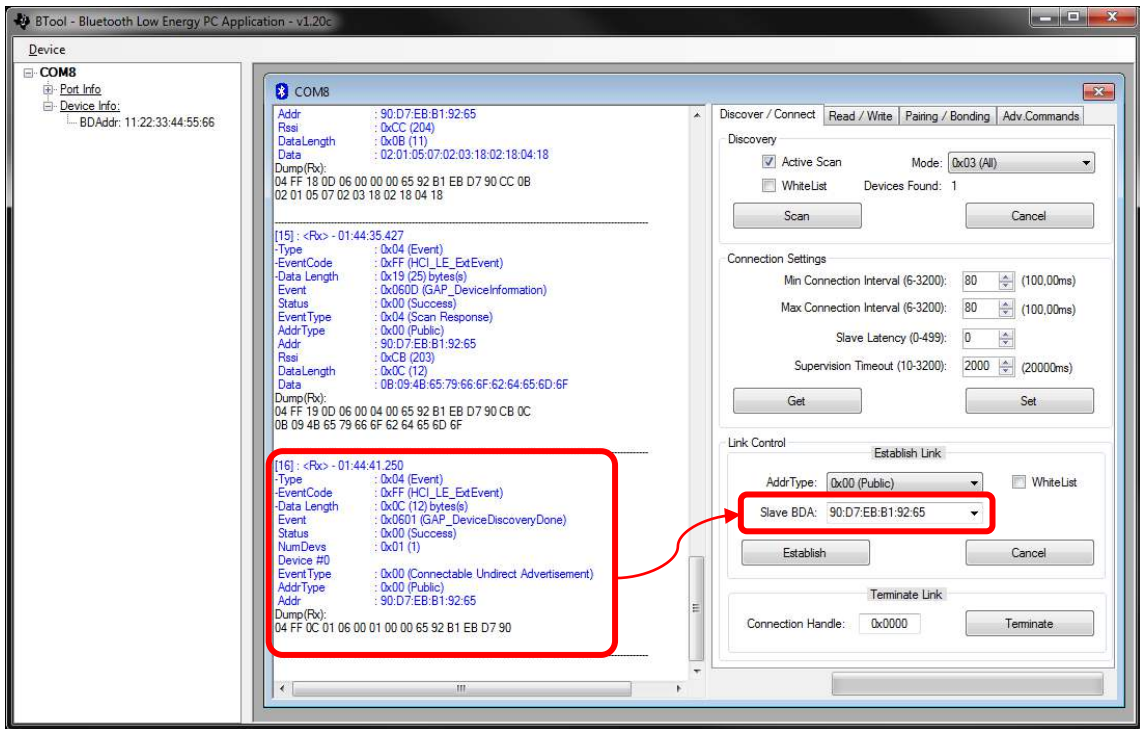 BTool - Bluetooth Low Energy PC Application - v1.20c
Device
COM8
Port Info
Device Info:
BDAddr: 11:22:33:44:55:66
COM8
Addr : 90:D7:EB:B1:92:65
Rssi : 0xCC (204)
DataLength : 0x0B (11)
Data : 02:01:05:07:02:03:18:02:18:04:18
Dump(Rx):
04 FF 18 0D 06 00 00 00 65 92 B1 EB D7 90 CC 0B
02 01 05 07 02 03 18 02 18 04 18
[15] : <Rx> - 01:44:35.427
-Type : 0x04 (Event)
-EventCode : 0xFF (HCI_LE_ExtEvent)
-Data Length : 0x19 (25) bytes(s)
Event : 0x060D (GAP_DeviceInformation)
Status : 0x00 (Success)
EventType : 0x04 (Scan Response)
AddrType : 0x00 (Public)
Addr : 90:D7:EB:B1:92:65
Rssi : 0xCB (203)
DataLength : 0x0C (12)
Data : 0B:09:4B:65:79:66:6F:62:64:65:6D:6F
Dump(Rx):
04 FF 19 0D 06 00 04 00 65 92 B1 EB D7 90 CB 0C
0B 09 4B 65 79 66 6F 62 64 65 6D 6F
[16] : <Rx> - 01:44:41.250
-Type : 0x04 (Event)
-EventCode : 0xFF (HCI_LE_ExtEvent)
-Data Length : 0x0C (12) bytes(s)
Event : 0x0601 (GAP_DeviceDiscoveryDone)
Status : 0x00 (Success)
NumDevs : 0x01 (1)
Device #0
EventType : 0x00 (Connectable Undirect Advertisement)
AddrType : 0x00 (Public)
Addr : 90:D7:EB:B1:92:65
Dump(Rx):
04 FF 0C 01 06 00 01 00 00 65 92 B1 EB D7 90
Discover / Connect Read / Write Pairing / Bonding Adv.Commands
Discovery
Active Scan Mode: 0x03 (All)
WhiteList Devices Found: 1
Scan Cancel
Connection Settings
Min Connection Interval (6-3200): 80 (100,00ms)
Max Connection Interval (6-3200): 80 (100,00ms)
Slave Latency (0-499): 0
Supervision Timeout (10-3200): 2000 (20000ms)
Get Set
Link Control
Establish Link
AddrType: 0x00 (Public) WhiteList
Slave BDA: 90:D7:EB:B1:92:65
Establish Cancel
Terminate Link
Connection Handle: 0x0000 Terminate